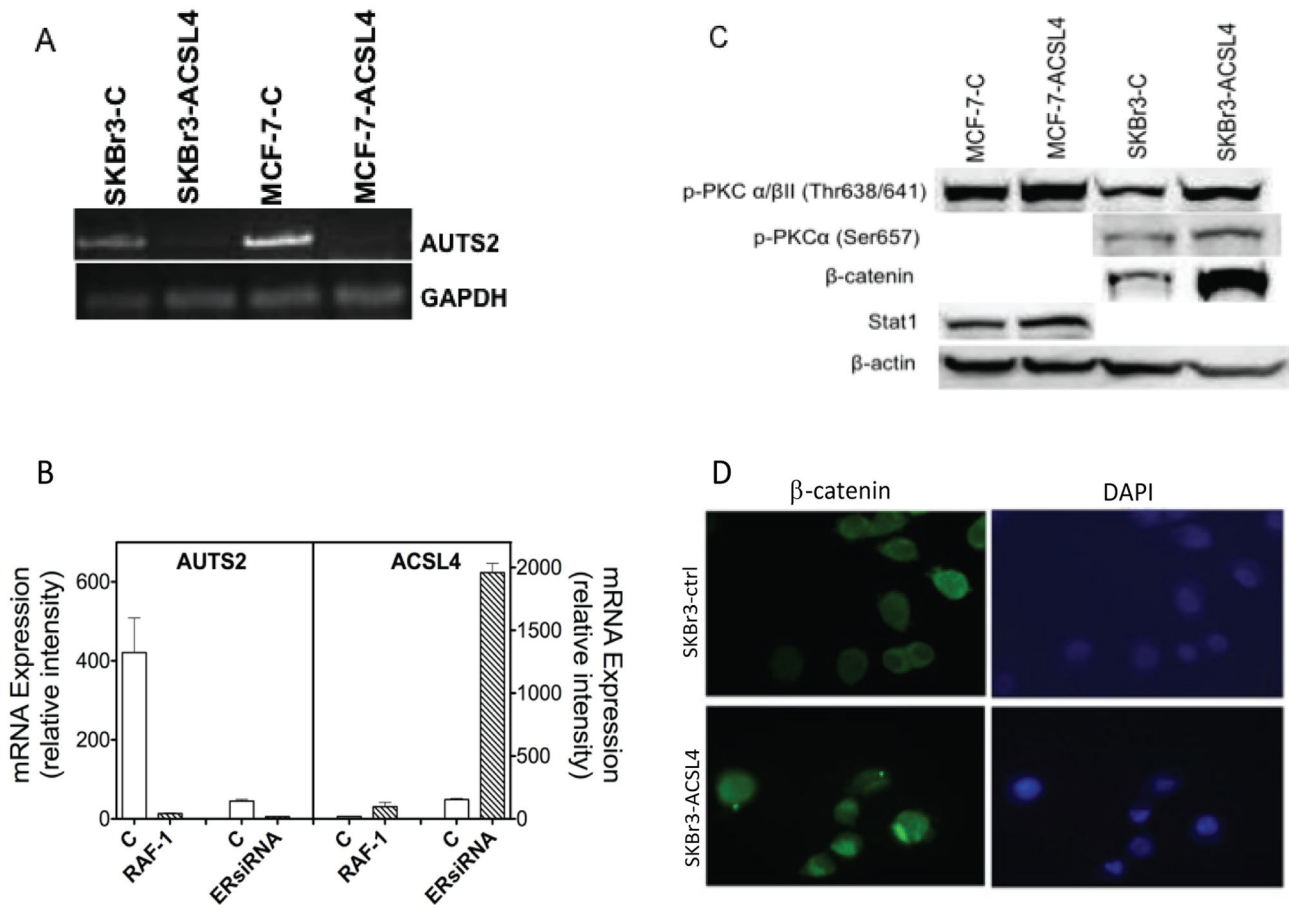 A
SKBr3-C
SKBr3-ACSL4
MCF-7-C
MCF-7-ACSL4
AUTS2
GAPDH
C
MCF-7-C
MCF-7-ACSL4
SKBr3-C
SKBr3-ACSL4
p-PKC α/βII (Thr638/641)
p-PKCα (Ser657)
β-catenin
Stat1
β-actin
B
AUTS2
ACSL4
mRNA Expression
(relative intensity)
600
400
200
0
2000
1500
1000
500
0
mRNA Expression
(relative intensity)
C
RAF-1
C
ERsiRNA
C
RAF-1
C
ERsiRNA
D
β-catenin
DAPI
SKBr3-ctrl
SKBr3-ACSL4